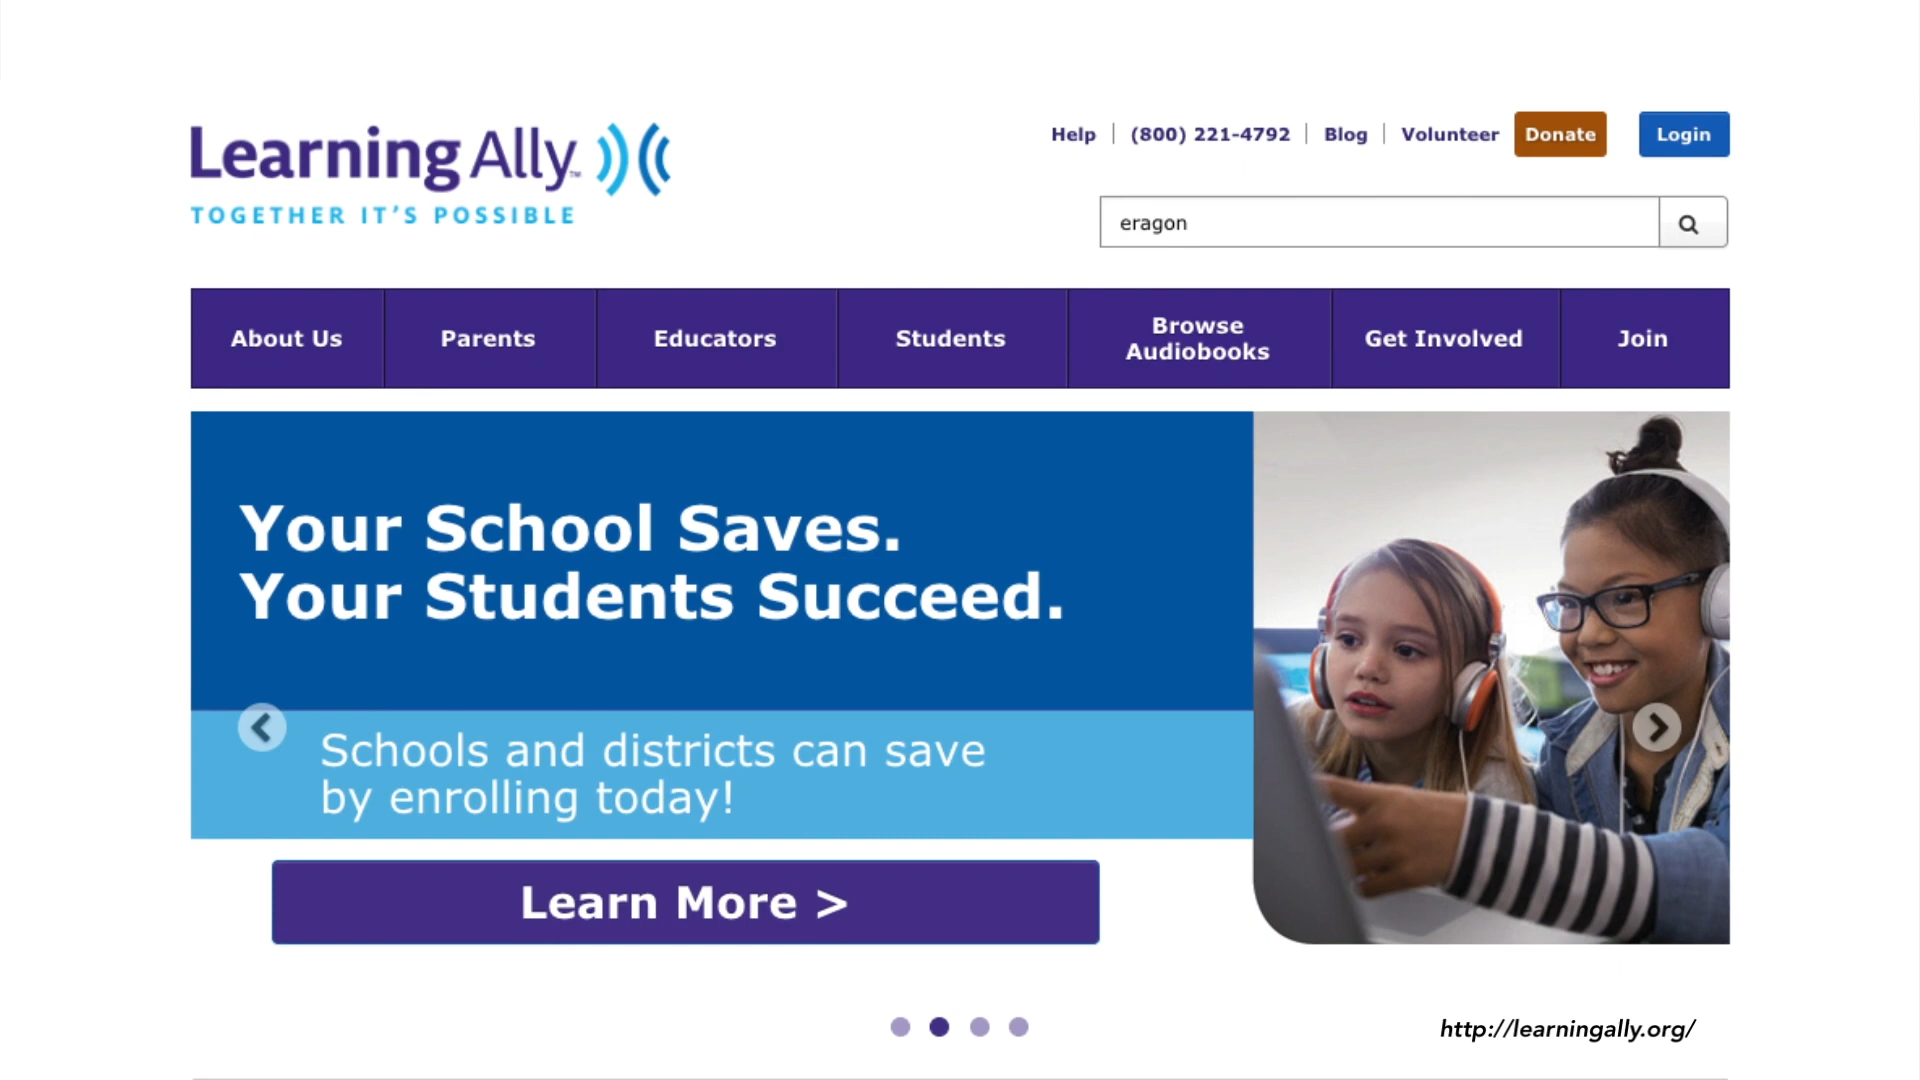 Learning Ally™
TOGETHER IT'S POSSIBLE
Help
(800) 221-4792
Blog
Volunteer
Donate
Login
eragon
About Us
Parents
Educators
Students
Browse
Audiobooks
Get Involved
Join
Your School Saves.
Your Students Succeed.
Schools and districts can save
by enrolling today!
Learn More >
http://learningally.org/